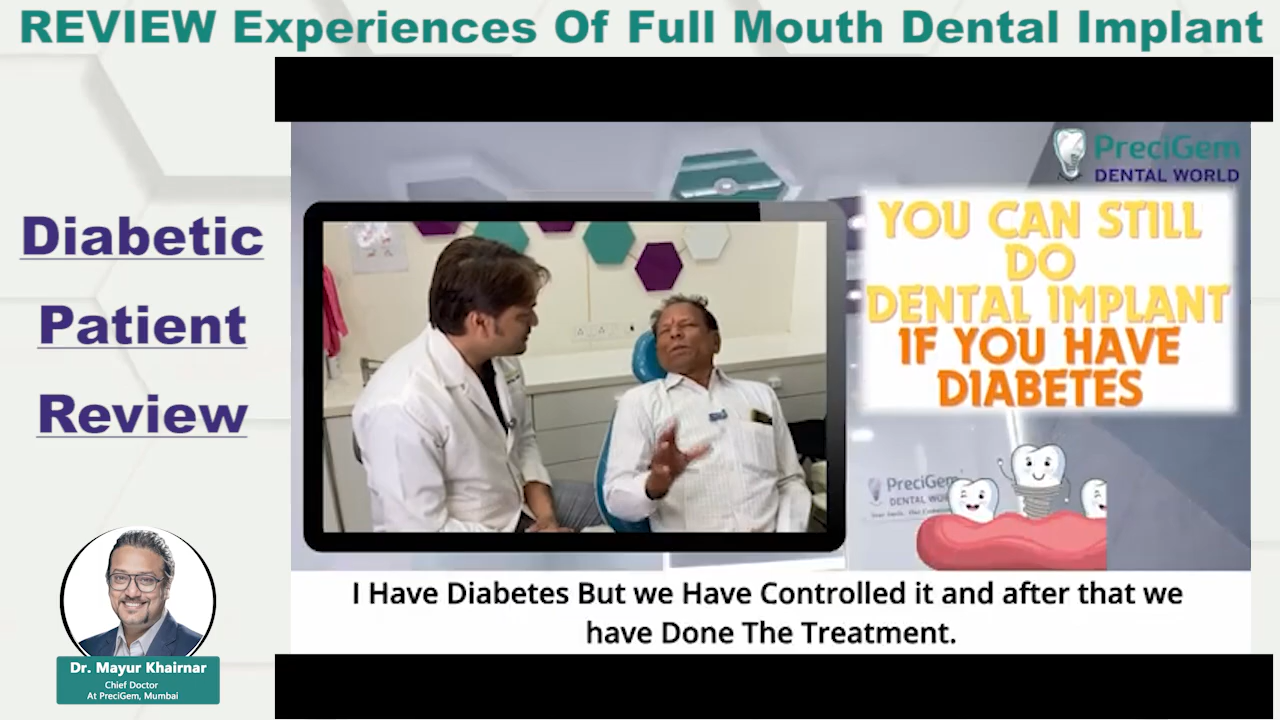 REVIEW Experiences Of Full Mouth Dental Implant
Diabetic
Patient
Review
PreciGem
DENTAL WORLD
YOU CAN STILL
DO
DENTAL IMPLANT
IF YOU HAVE
DIABETES
PreciGem
DENTAL
I Have Diabetes But we Have Controlled it and after that we
have Done The Treatment.
Dr. Mayur Khairnar
Chief Doctor
At PreciGem, Mumbai